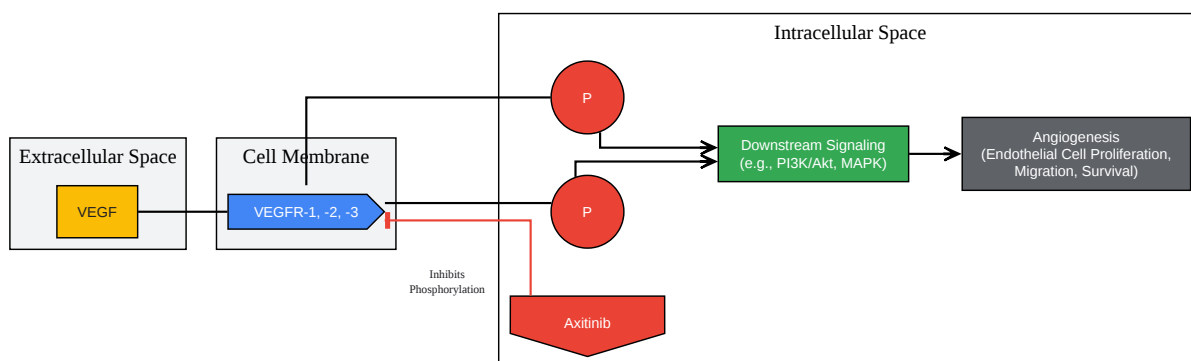 Intracellular Space
P
Extracellular Space
Cell Membrane
Downstream Signaling
(e.g., PI3K/Akt, MAPK)
Angiogenesis
(Endothelial Cell Proliferation,
Migration, Survival)
VEGF
VEGFR-1, -2, -3
P
Inhibits
Phosphorylation
Axitinib